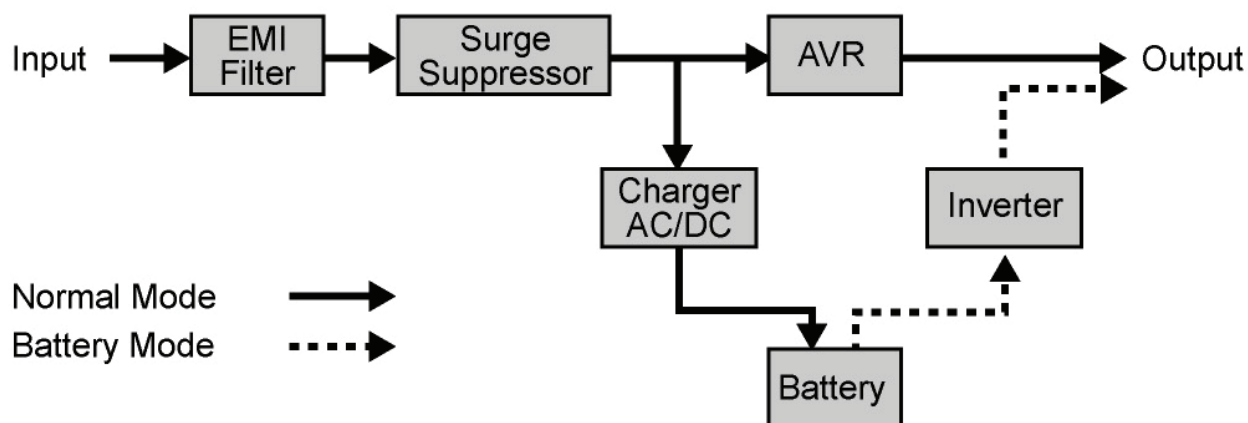 Input
EMI
Filter
Surge
Suppressor
AVR
Output
Charger
AC/DC
Inverter
Normal Mode
Battery Mode
Battery